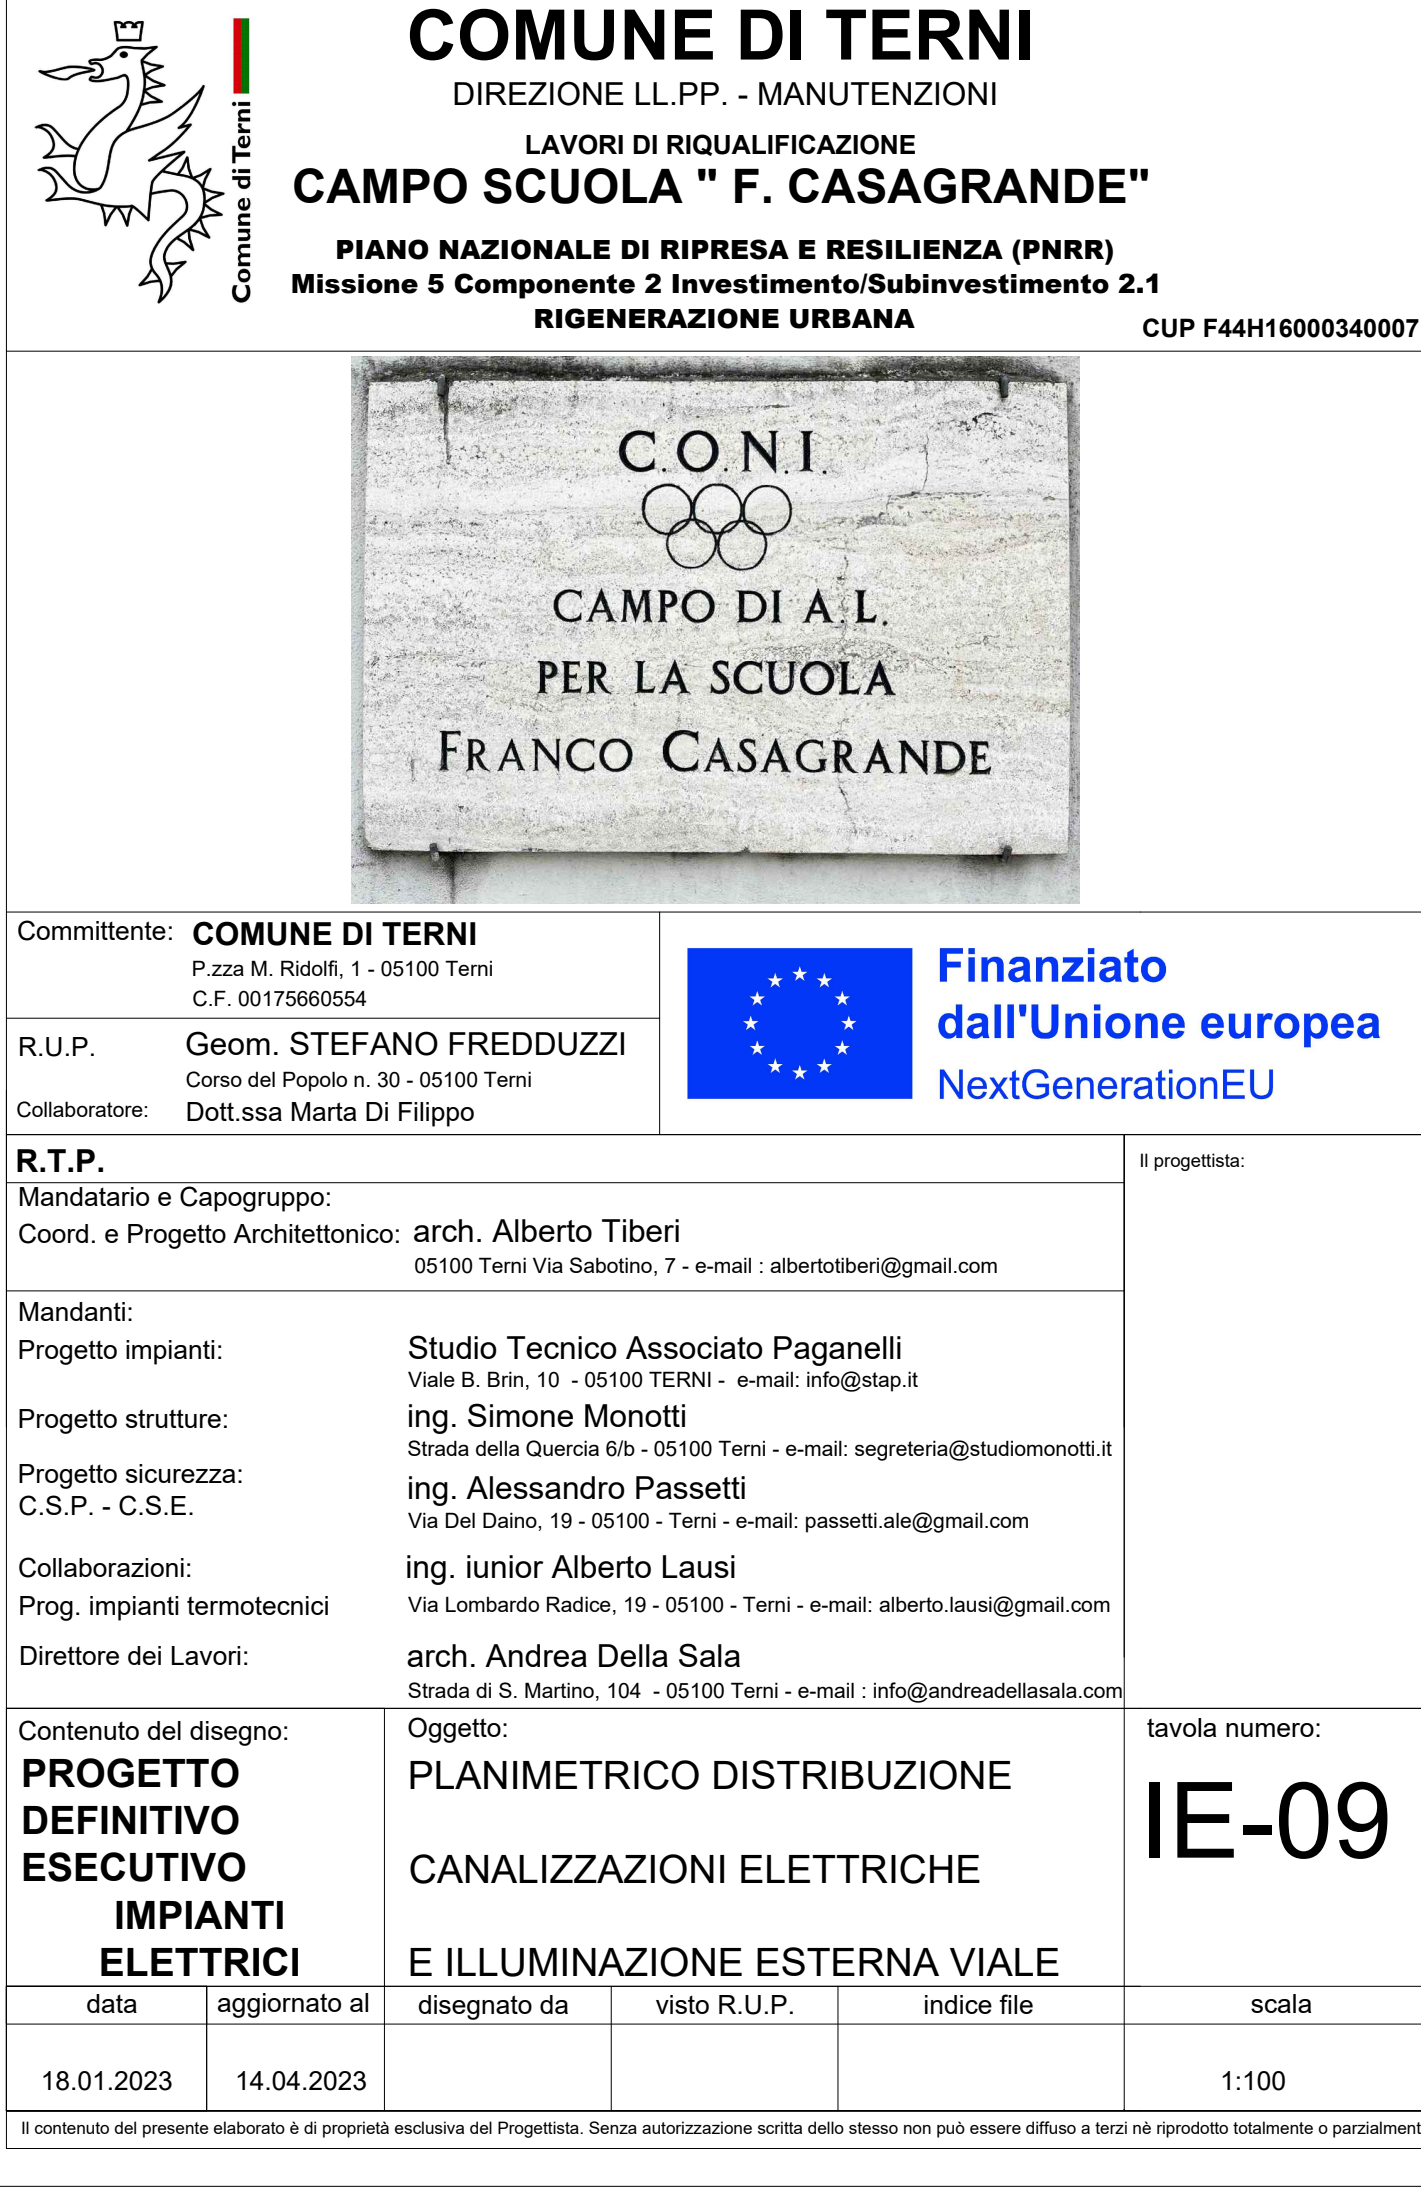 COMUNE DI TERNI
DIREZIONE LL.PP. - MANUTENZIONI
LAVORI DI RIQUALIFICAZIONE
CAMPO SCUOLA " F. CASAGRANDE"
PIANO NAZIONALE DI RIPRESA E RESILIENZA (PNRR)
Missione 5 Componente 2 Investimento/Subinvestimento 2.1
RIGENERAZIONE URBANA
CUP F44H16000340007
Comune di Terni
C.O.N.I.
CAMPO DI A.L.
PER LA SCUOLA
FRANCO CASAGRANDE
Committente: COMUNE DI TERNI
P.zza M. Ridolfi, 1 - 05100 Terni
C.F. 00175660554
R.U.P. Geom. STEFANO FREDDUZZI
Corso del Popolo n. 30 - 05100 Terni
Collaboratore: Dott.ssa Marta Di Filippo
Finanziato
dall'Unione europea
NextGenerationEU
R.T.P.
Il progettista:
Mandatario e Capogruppo:
Coord. e Progetto Architettonico: arch. Alberto Tiberi
05100 Terni Via Sabotino, 7 - e-mail : albertotiberi@gmail.com
Mandanti:
Progetto impianti: Studio Tecnico Associato Paganelli
Viale B. Brin, 10 - 05100 TERNI - e-mail: info@stap.it
Progetto strutture: ing. Simone Monotti
Strada della Quercia 6/b - 05100 Terni - e-mail: segreteria@studiomonotti.it
Progetto sicurezza: ing. Alessandro Passetti
C.S.P. - C.S.E.
Via Del Daino, 19 - 05100 - Terni - e-mail: passetti.ale@gmail.com
Collaborazioni: ing. iunior Alberto Lausi
Prog. impianti termotecnici Via Lombardo Radice, 19 - 05100 - Terni - e-mail: alberto.lausi@gmail.com
Direttore dei Lavori: arch. Andrea Della Sala
Strada di S. Martino, 104 - 05100 Terni - e-mail : info@andreadellasala.com
Contenuto del disegno:
PROGETTO
DEFINITIVO
ESECUTIVO
IMPIANTI
ELETTRICI
Oggetto:
PLANIMETRICO DISTRIBUZIONE
CANALIZZAZIONI ELETTRICHE
E ILLUMINAZIONE ESTERNA VIALE
tavola numero:
IE-09
data aggiornato al disegnato da visto R.U.P. indice file scala
18.01.2023 14.04.2023 1:100
Il contenuto del presente elaborato è di proprietà esclusiva del Progettista. Senza autorizzazione scritta dello stesso non può essere diffuso a terzi nè riprodotto totalmente o parzialment